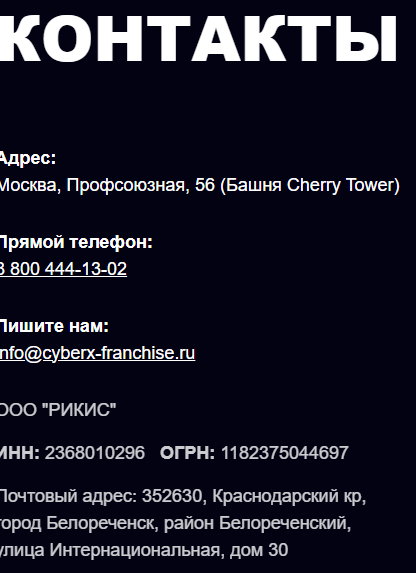 КОНТАКТЫ
Адрес:
Москва, Профсоюзная, 56 (Башня Cherry Tower)
Прямой телефон:
8 800 444-13-02
Пишите нам:
info@cyberx-franchise.ru
ООО "РИКИС"
ИНН: 2368010296 ОГРН: 1182375044697
Почтовый адрес: 352630, Краснодарский кр,
город Белореченск, район Белореченский,
улица Интернациональная, дом 30